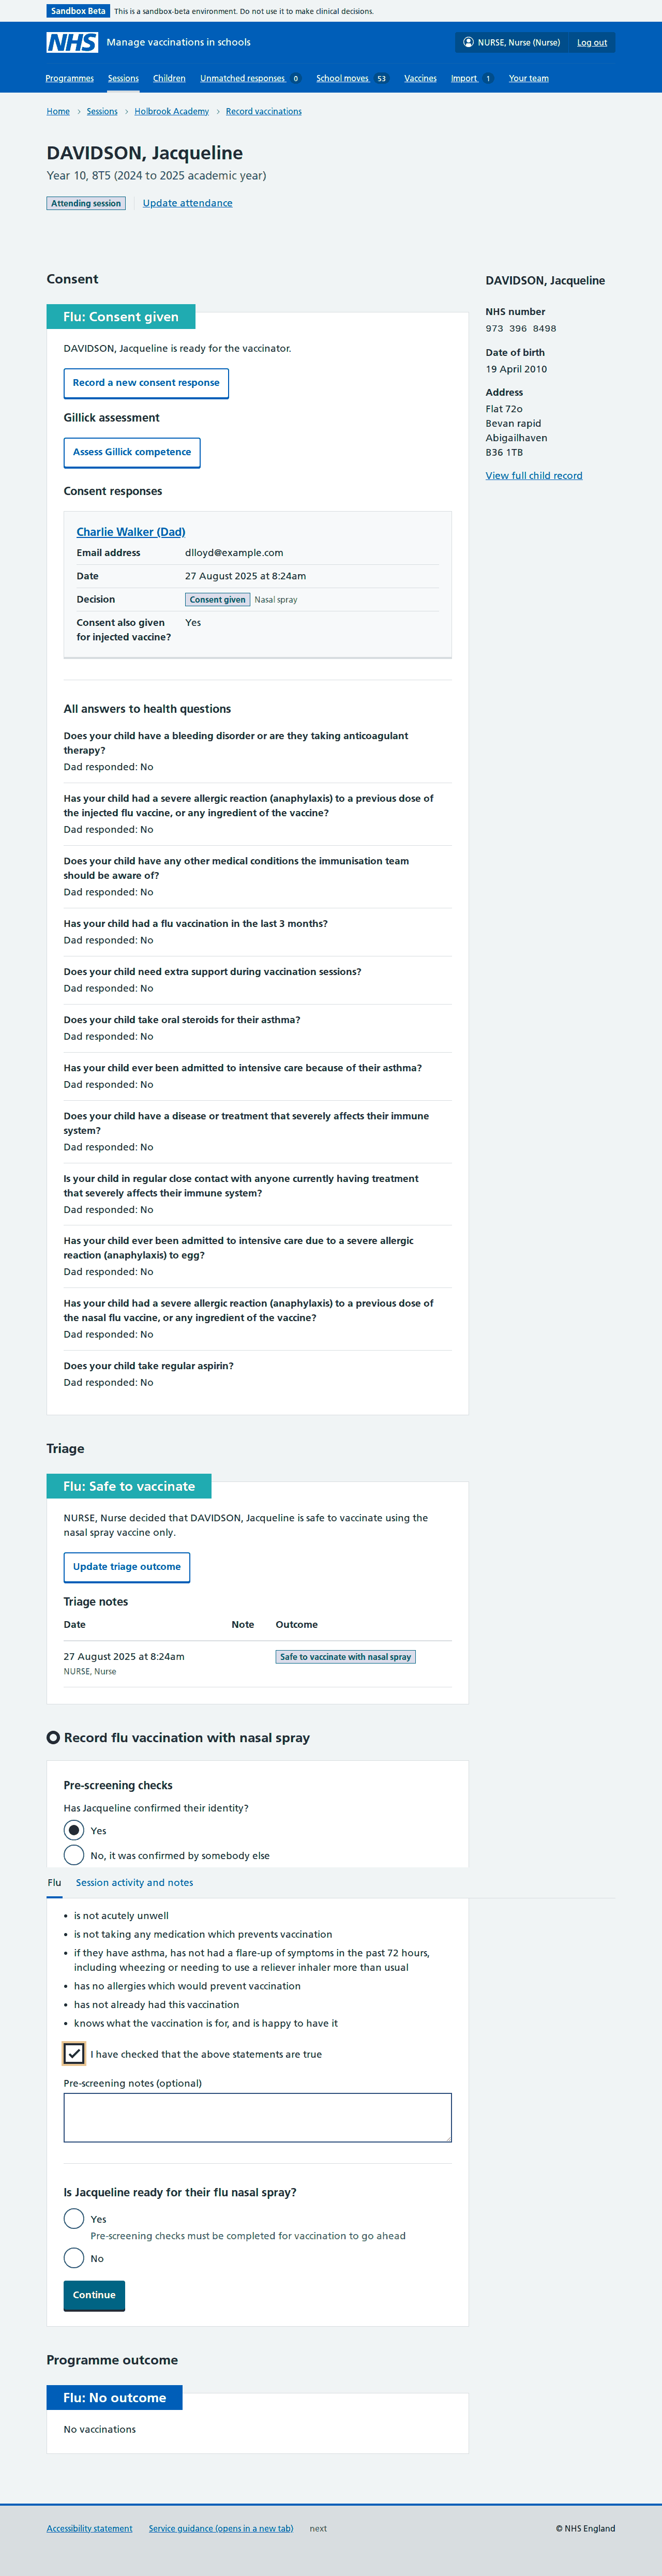 Sandbox Beta This is a sandbox-beta environment. Do not use it to make clinical decisions.
NHS Manage vaccinations in schools
NURSE, Nurse (Nurse) Log out
Programmes Sessions Children Unmatched responses 0 School moves 53 Vaccines Import 1 Your team
Home Sessions Holbrook Academy Record vaccinations
DAVIDSON, Jacqueline
Year 10, 8T5 (2024 to 2025 academic year)
Attending session Update attendance
Consent
Flu: Consent given
DAVIDSON, Jacqueline is ready for the vaccinator.
Record a new consent response
Gillick assessment
Assess Gillick competence
Consent responses
Charlie Walker (Dad)
Email address dlloyd@example.com
Date 27 August 2025 at 8:24am
Decision Consent given Nasal spray
Consent also given Yes
for injected vaccine?
All answers to health questions
Does your child have a bleeding disorder or are they taking anticoagulant
therapy?
Dad responded: No
Has your child had a severe allergic reaction (anaphylaxis) to a previous dose of
the injected flu vaccine, or any ingredient of the vaccine?
Dad responded: No
Does your child have any other medical conditions the immunisation team
should be aware of?
Dad responded: No
Has your child had a flu vaccination in the last 3 months?
Dad responded: No
Does your child need extra support during vaccination sessions?
Dad responded: No
Does your child take oral steroids for their asthma?
Dad responded: No
Has your child ever been admitted to intensive care because of their asthma?
Dad responded: No
Does your child have a disease or treatment that severely affects their immune
system?
Dad responded: No
Is your child in regular close contact with anyone currently having treatment
that severely affects their immune system?
Dad responded: No
Has your child ever been admitted to intensive care due to a severe allergic
reaction (anaphylaxis) to egg?
Dad responded: No
Has your child had a severe allergic reaction (anaphylaxis) to a previous dose of
the nasal flu vaccine, or any ingredient of the vaccine?
Dad responded: No
Does your child take regular aspirin?
Dad responded: No
DAVIDSON, Jacqueline
NHS number
973 396 8498
Date of birth
19 April 2010
Address
Flat 72o
Bevan rapid
Abigailhaven
B36 1TB
View full child record
Triage
Flu: Safe to vaccinate
NURSE, Nurse decided that DAVIDSON, Jacqueline is safe to vaccinate using the
nasal spray vaccine only.
Update triage outcome
Triage notes
Date Note Outcome
27 August 2025 at 8:24am Safe to vaccinate with nasal spray
NURSE, Nurse
Record flu vaccination with nasal spray
Pre-screening checks
Has Jacqueline confirmed their identity?
Yes
No, it was confirmed by somebody else
Flu Session activity and notes
is not acutely unwell
is not taking any medication which prevents vaccination
if they have asthma, has not had a flare-up of symptoms in the past 72 hours,
including wheezing or needing to use a reliever inhaler more than usual
has no allergies which would prevent vaccination
has not already had this vaccination
knows what the vaccination is for, and is happy to have it
I have checked that the above statements are true
Pre-screening notes (optional)
Is Jacqueline ready for their flu nasal spray?
Yes
Pre-screening checks must be completed for vaccination to go ahead
No
Continue
Programme outcome
Flu: No outcome
No vaccinations
Accessibility statement Service guidance (opens in a new tab) next © NHS England